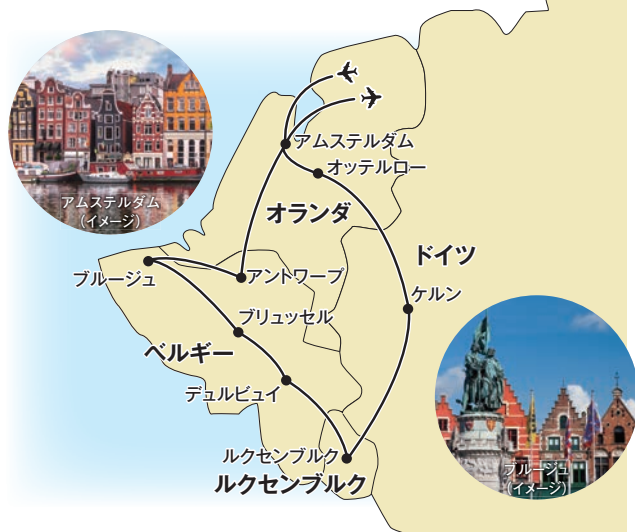 アムステルダム
(イメージ)
アムステルダム
オッテルロー
オランダ
ドイツ
ブルージュ
アントワープ
ケルン
ブリュッセル
ベルギー
デュルビュイ
ルクセンブルク
ルクセンブルク
ブルージュ
(イメージ)